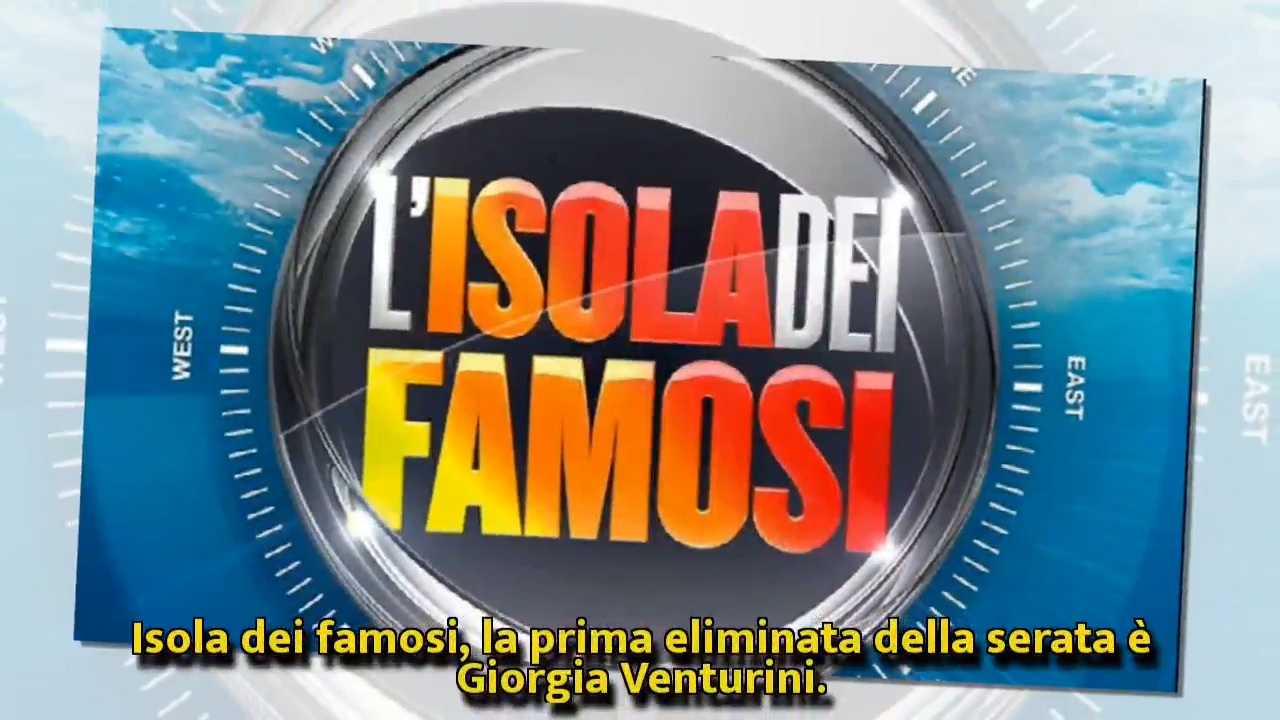 L'ISOLA DEI
FAMOSI
WEST
EAST
EAST
Isola dei famosi, la prima eliminata della serata è
Giorgia Venturini.